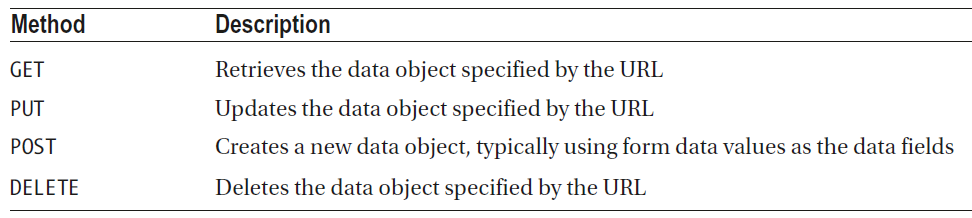 Method Description
GET Retrieves the data object specified by the URL
PUT Updates the data object specified by the URL
POST Creates a new data object, typically using form data values as the data fields
DELETE Deletes the data object specified by the URL